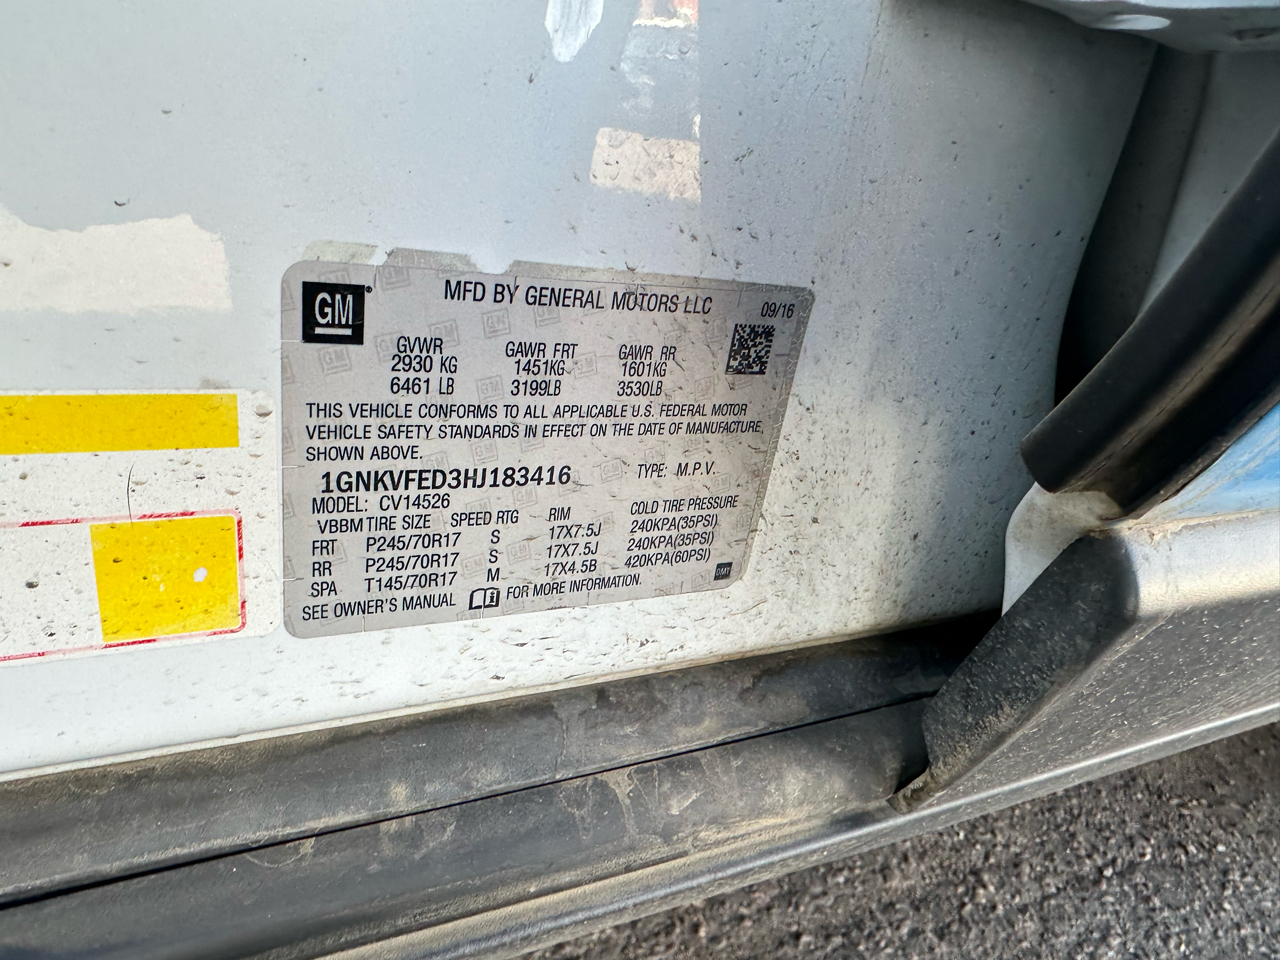 GM
MFD BY GENERAL MOTORS LLC
09/16
GVWR GAWR FRT GAWR RR
2930 KG 1451KG 1601KG
6461 LB 3199LB 3530LB
THIS VEHICLE CONFORMS TO ALL APPLICABLE U.S. FEDERAL MOTOR
VEHICLE SAFETY STANDARDS IN EFFECT ON THE DATE OF MANUFACTURE,
SHOWN ABOVE.
1GNKVFED3HJ183416 TYPE: M.P.V.
MODEL: CV14526
VBBM TIRE SIZE SPEED RTG RIM COLD TIRE PRESSURE
FRT P245/70R17 S 17X7.5J 240KPA(35PSI)
RR P245/70R17 S 17X7.5J 240KPA(35PSI)
SPA T145/70R17 M 17X4.5B 420KPA(60PSI)
SEE OWNER'S MANUAL FOR MORE INFORMATION.
DMY